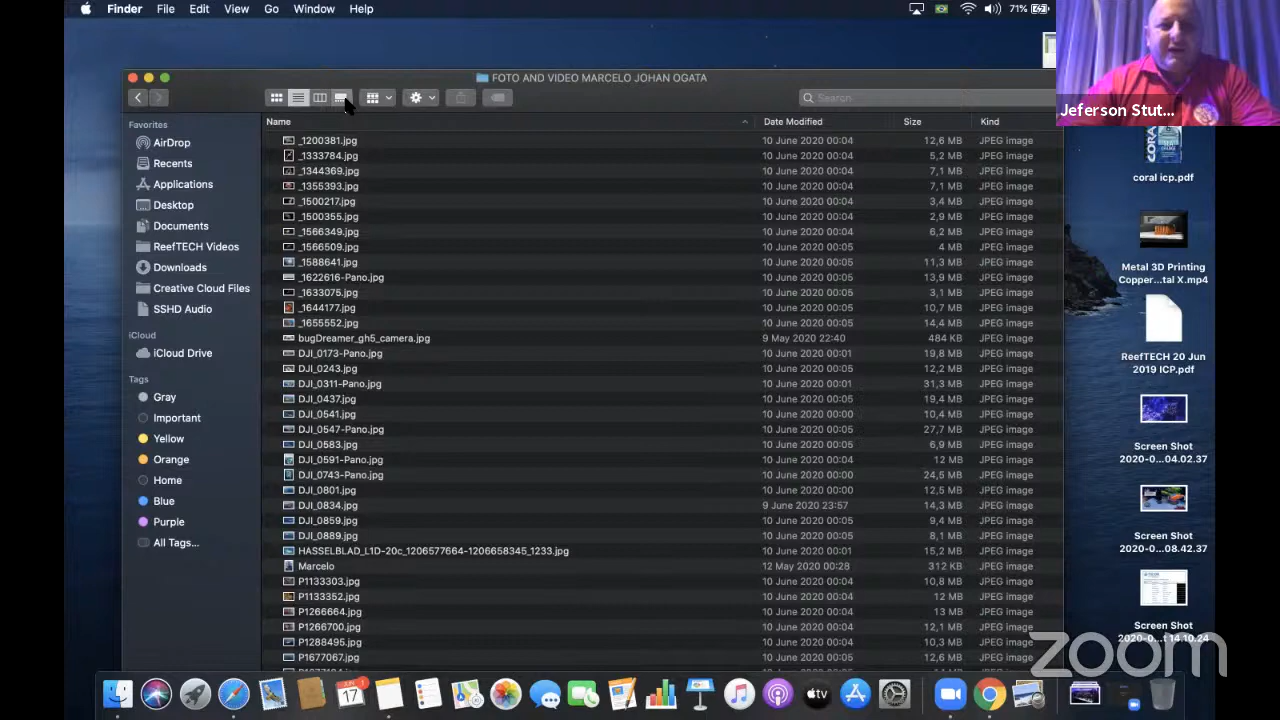 Finder File Edit View Go Window Help 71%
FOTO AND VIDEO MARCELO JOHAN OGATA
Search
Jeferson Stut...
Favorites
AirDrop
Recents
Applications
Desktop
Documents
ReefTECH Videos
Downloads
Creative Cloud Files
SSHD Audio
iCloud
iCloud Drive
Tags
Gray
Important
Yellow
Orange
Home
Blue
Purple
All Tags...
Name Date Modified Size Kind
_1200381.jpg 10 June 2020 00:04 12,6 MB JPEG image
_1333784.jpg 10 June 2020 00:04 5,2 MB JPEG image
_1344369.jpg 10 June 2020 00:04 7,1 MB JPEG image
_1355393.jpg 10 June 2020 00:04 7,1 MB JPEG image
_1500217.jpg 10 June 2020 00:04 3,4 MB JPEG image
_1500355.jpg 10 June 2020 00:04 2,9 MB JPEG image
_1566349.jpg 10 June 2020 00:04 6,2 MB JPEG image
_1566509.jpg 10 June 2020 00:05 4 MB JPEG image
_1588641.jpg 10 June 2020 00:05 11,3 MB JPEG image
_1622616-Pano.jpg 10 June 2020 00:04 13,9 MB JPEG image
_1633075.jpg 10 June 2020 00:04 3,1 MB JPEG image
_1644177.jpg 10 June 2020 00:05 10,7 MB JPEG image
_1655552.jpg 10 June 2020 00:05 14,4 MB JPEG image
bugDreamer_gh5_camera.jpg 9 May 2020 22:40 484 KB JPEG image
DJI_0173-Pano.jpg 10 June 2020 00:01 19,8 MB JPEG image
DJI_0243.jpg 10 June 2020 00:05 12,2 MB JPEG image
DJI_0311-Pano.jpg 10 June 2020 00:01 31,3 MB JPEG image
DJI_0437.jpg 10 June 2020 00:05 19,4 MB JPEG image
DJI_0541.jpg 10 June 2020 00:05 10,4 MB JPEG image
DJI_0547-Pano.jpg 10 June 2020 00:05 27,7 MB JPEG image
DJI_0583.jpg 10 June 2020 00:05 6,9 MB JPEG image
DJI_0591-Pano.jpg 10 June 2020 00:04 12 MB JPEG image
DJI_0743-Pano.jpg 10 June 2020 00:00 24,5 MB JPEG image
DJI_0801.jpg 10 June 2020 00:00 12,5 MB JPEG image
DJI_0834.jpg 9 June 2020 23:57 14,3 MB JPEG image
DJI_0859.jpg 10 June 2020 00:05 9,4 MB JPEG image
DJI_0889.jpg 10 June 2020 00:05 8,1 MB JPEG image
HASSELBLAD_L1D-20c_1206577664-1206658345_1233.jpg 10 June 2020 00:01 15,2 MB JPEG image
Marcelo 12 May 2020 00:28 312 KB JPEG image
P1133303.jpg 10 June 2020 00:04 10,8 MB JPEG image
P1133352.jpg 10 June 2020 00:04 12 MB JPEG image
P1266664.jpg 10 June 2020 00:04 13 MB JPEG image
P1266700.jpg 10 June 2020 00:04 12,1 MB JPEG image
P1288495.jpg 10 June 2020 00:04 10,3 MB JPEG image
P1677067.jpg 10 June 2020 00:05 12,6 MB JPEG image
CORAL
coral icp.pdf
Metal 3D Printing
Copper...tal X.mp4
ReefTECH 20 Jun
2019 ICP.pdf
Screen Shot
2020-0...04.02.37
Screen Shot
2020-0...08.42.37
Screen Shot
2020-0...t 14.10.24
zoom
JUN
17
tv